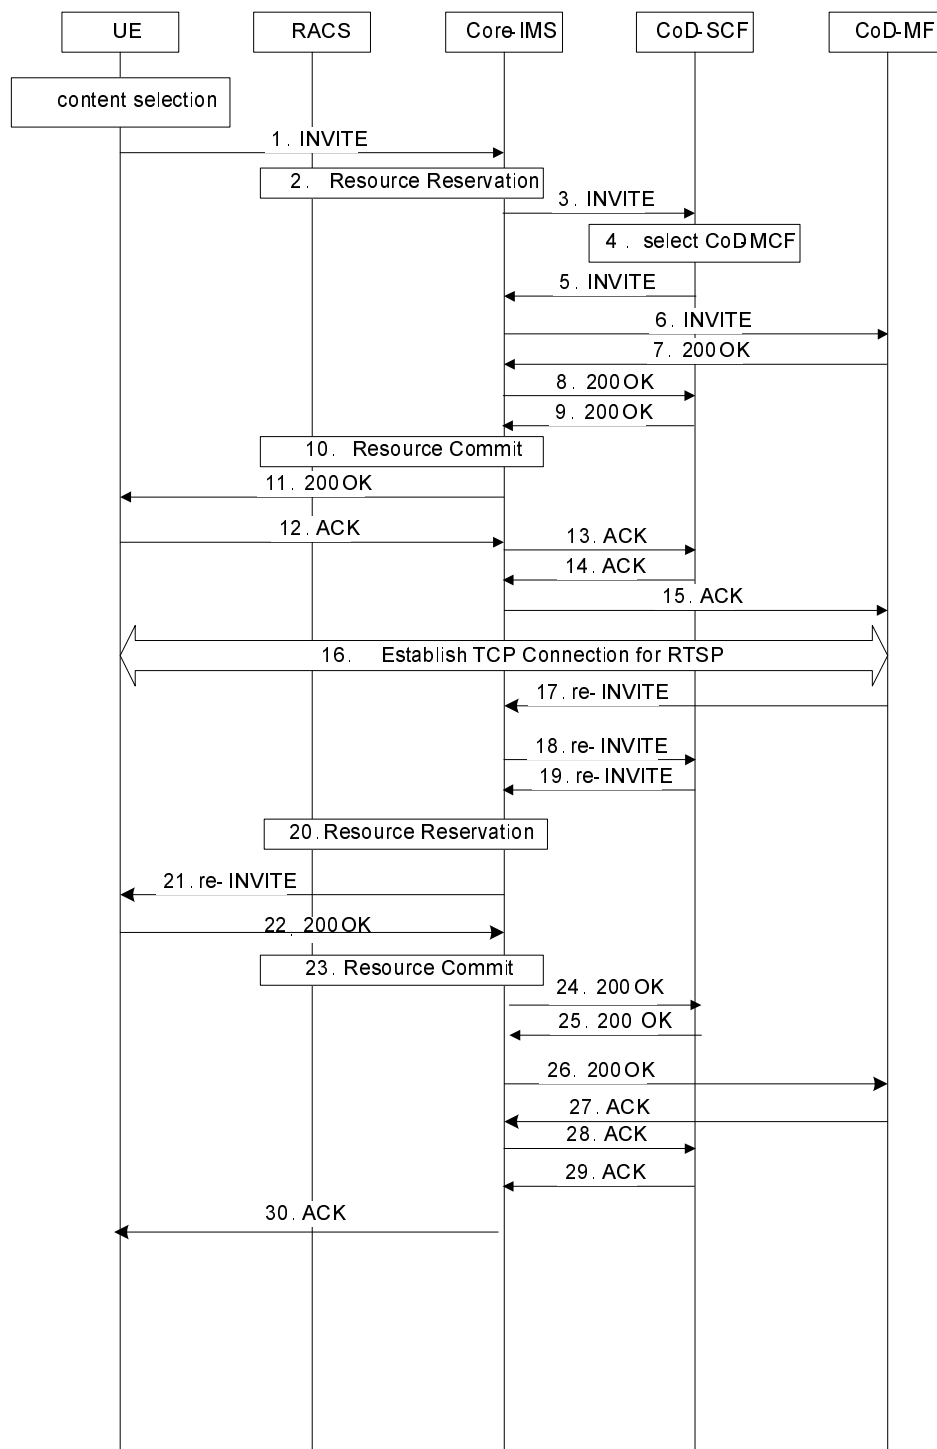 UE
RACS
Core-IMS
CoD-SCF
CoD-MF
content selection
1. INVITE
2. Resource Reservation
3. INVITE
4. select CoD-MCF
5. INVITE
6. INVITE
7. 200 OK
8. 200 OK
9. 200 OK
10. Resource Commit
11. 200 OK
12. ACK
13. ACK
14. ACK
15. ACK
16. Establish TCP Connection for RTSP
17. re-INVITE
18. re-INVITE
19. re-INVITE
20. Resource Reservation
21. re-INVITE
22. 200 OK
23. Resource Commit
24. 200 OK
25. 200 OK
26. 200 OK
27. ACK
28. ACK
29. ACK
30. ACK